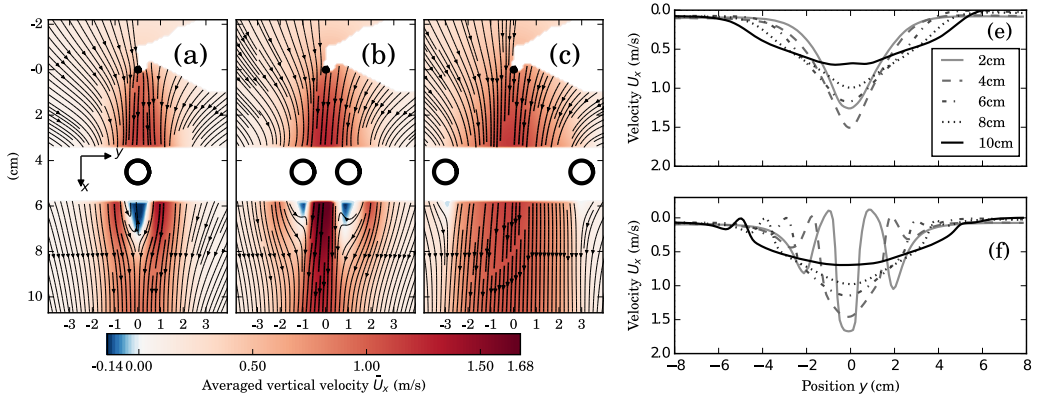 (a)
(b)
(c)
-2
-0
2
4
6
8
10
(cm)
y
x
-3 -2 -1 0 1 2 3
-3 -2 -1 0 1 2 3
-3 -2 -1 0 1 2 3
-0.14 0.00 0.50 1.00 1.50 1.68
Averaged vertical velocity Ūₓ (m/s)
0.0
0.5
1.0
1.5
2.0
Velocity Uₓ (m/s)
(e)
2cm
4cm
6cm
8cm
10cm
0.0
0.5
1.0
1.5
2.0
Velocity Uₓ (m/s)
(f)
−8 −6 −4 −2 0 2 4 6 8
Position y (cm)